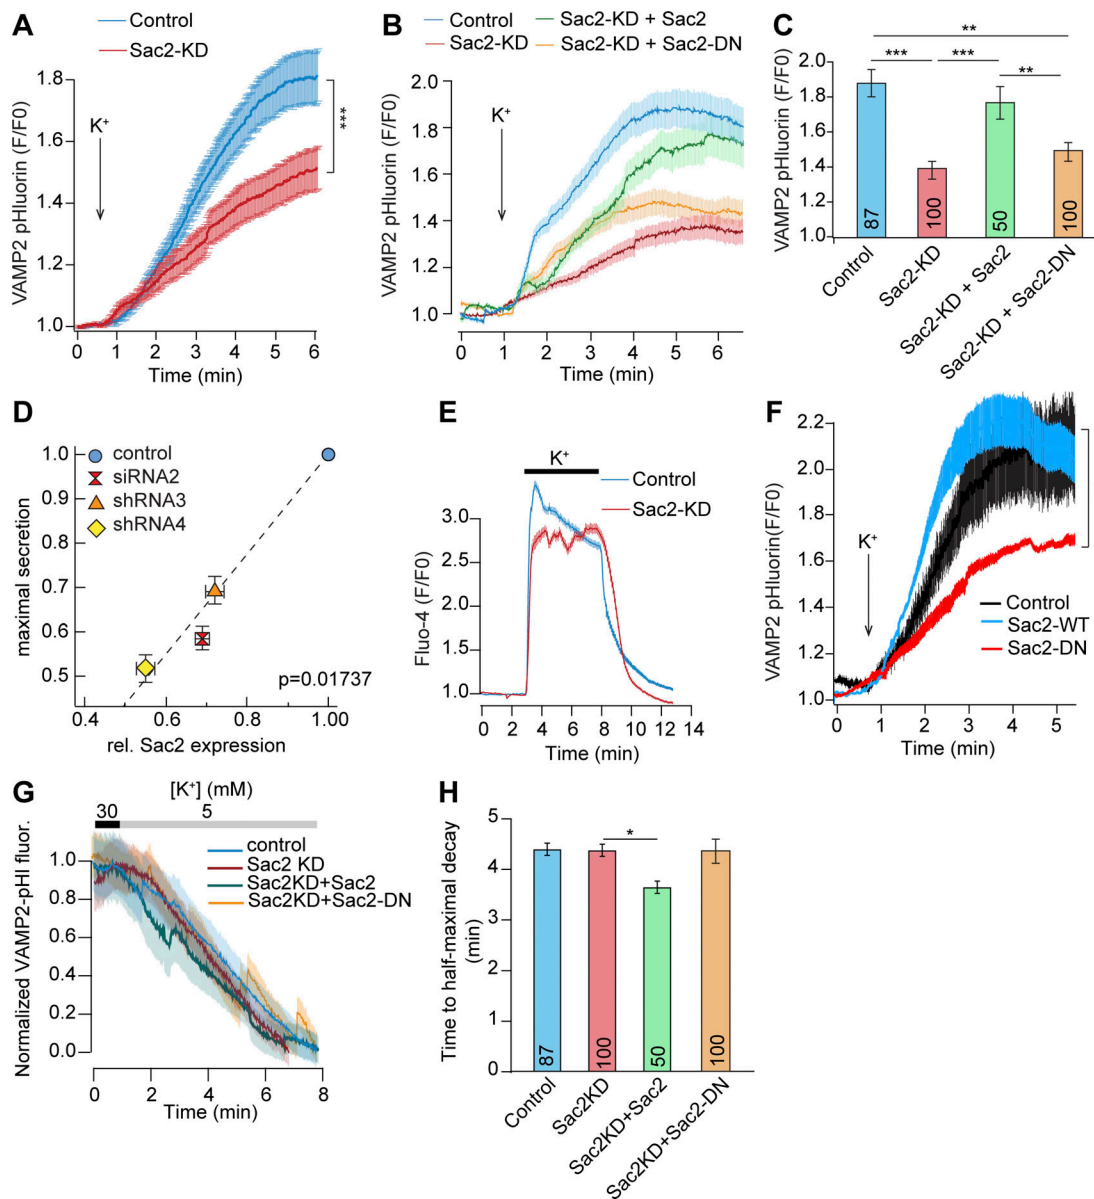 A
Control
Sac2-KD
VAMP2 pHluorin (F/F0)
1.8
1.6
1.4
1.2
1.0
K⁺
***
0 1 2 3 4 5 6
Time (min)
B
Control
Sac2-KD
Sac2-KD + Sac2
Sac2-KD + Sac2-DN
VAMP2 pHluorin (F/F0)
2.0
1.8
1.6
1.4
1.2
1.0
K⁺
0 1 2 3 4 5 6
Time (min)
C
**
*** ***
**
VAMP2 pHluorin (F/F0)
2.0
1.8
1.6
1.4
1.2
1.0
87 100 50 100
Control
Sac2-KD
Sac2-KD + Sac2
Sac2-KD + Sac2-DN
D
control
siRNA2
shRNA3
shRNA4
maximal secretion
1.0
0.9
0.8
0.7
0.6
0.5
p=0.01737
0.4 0.6 0.8 1.00
rel. Sac2 expression
E
K⁺
Control
Sac2-KD
Fluo-4 (F/F0)
3.0
2.0
1.0
0 2 4 6 8 10 12 14
Time (min)
F
VAMP2 pHluorin(F/F0)
2.2
2.0
1.8
1.6
1.4
1.2
1.0
K⁺
Control
Sac2-WT
Sac2-DN
0 1 2 3 4 5
Time (min)
G
[K⁺] (mM)
30 5
control
Sac2 KD
Sac2KD+Sac2
Sac2KD+Sac2-DN
Normalized VAMP2-pHl fluor.
1.0
0.8
0.6
0.4
0.2
0.0
0 2 4 6 8
Time (min)
H
*
Time to half-maximal decay
(min)
5
4
3
2
1
0
87 100 50 100
Control
Sac2KD
Sac2KD+Sac2
Sac2KD+Sac2-DN